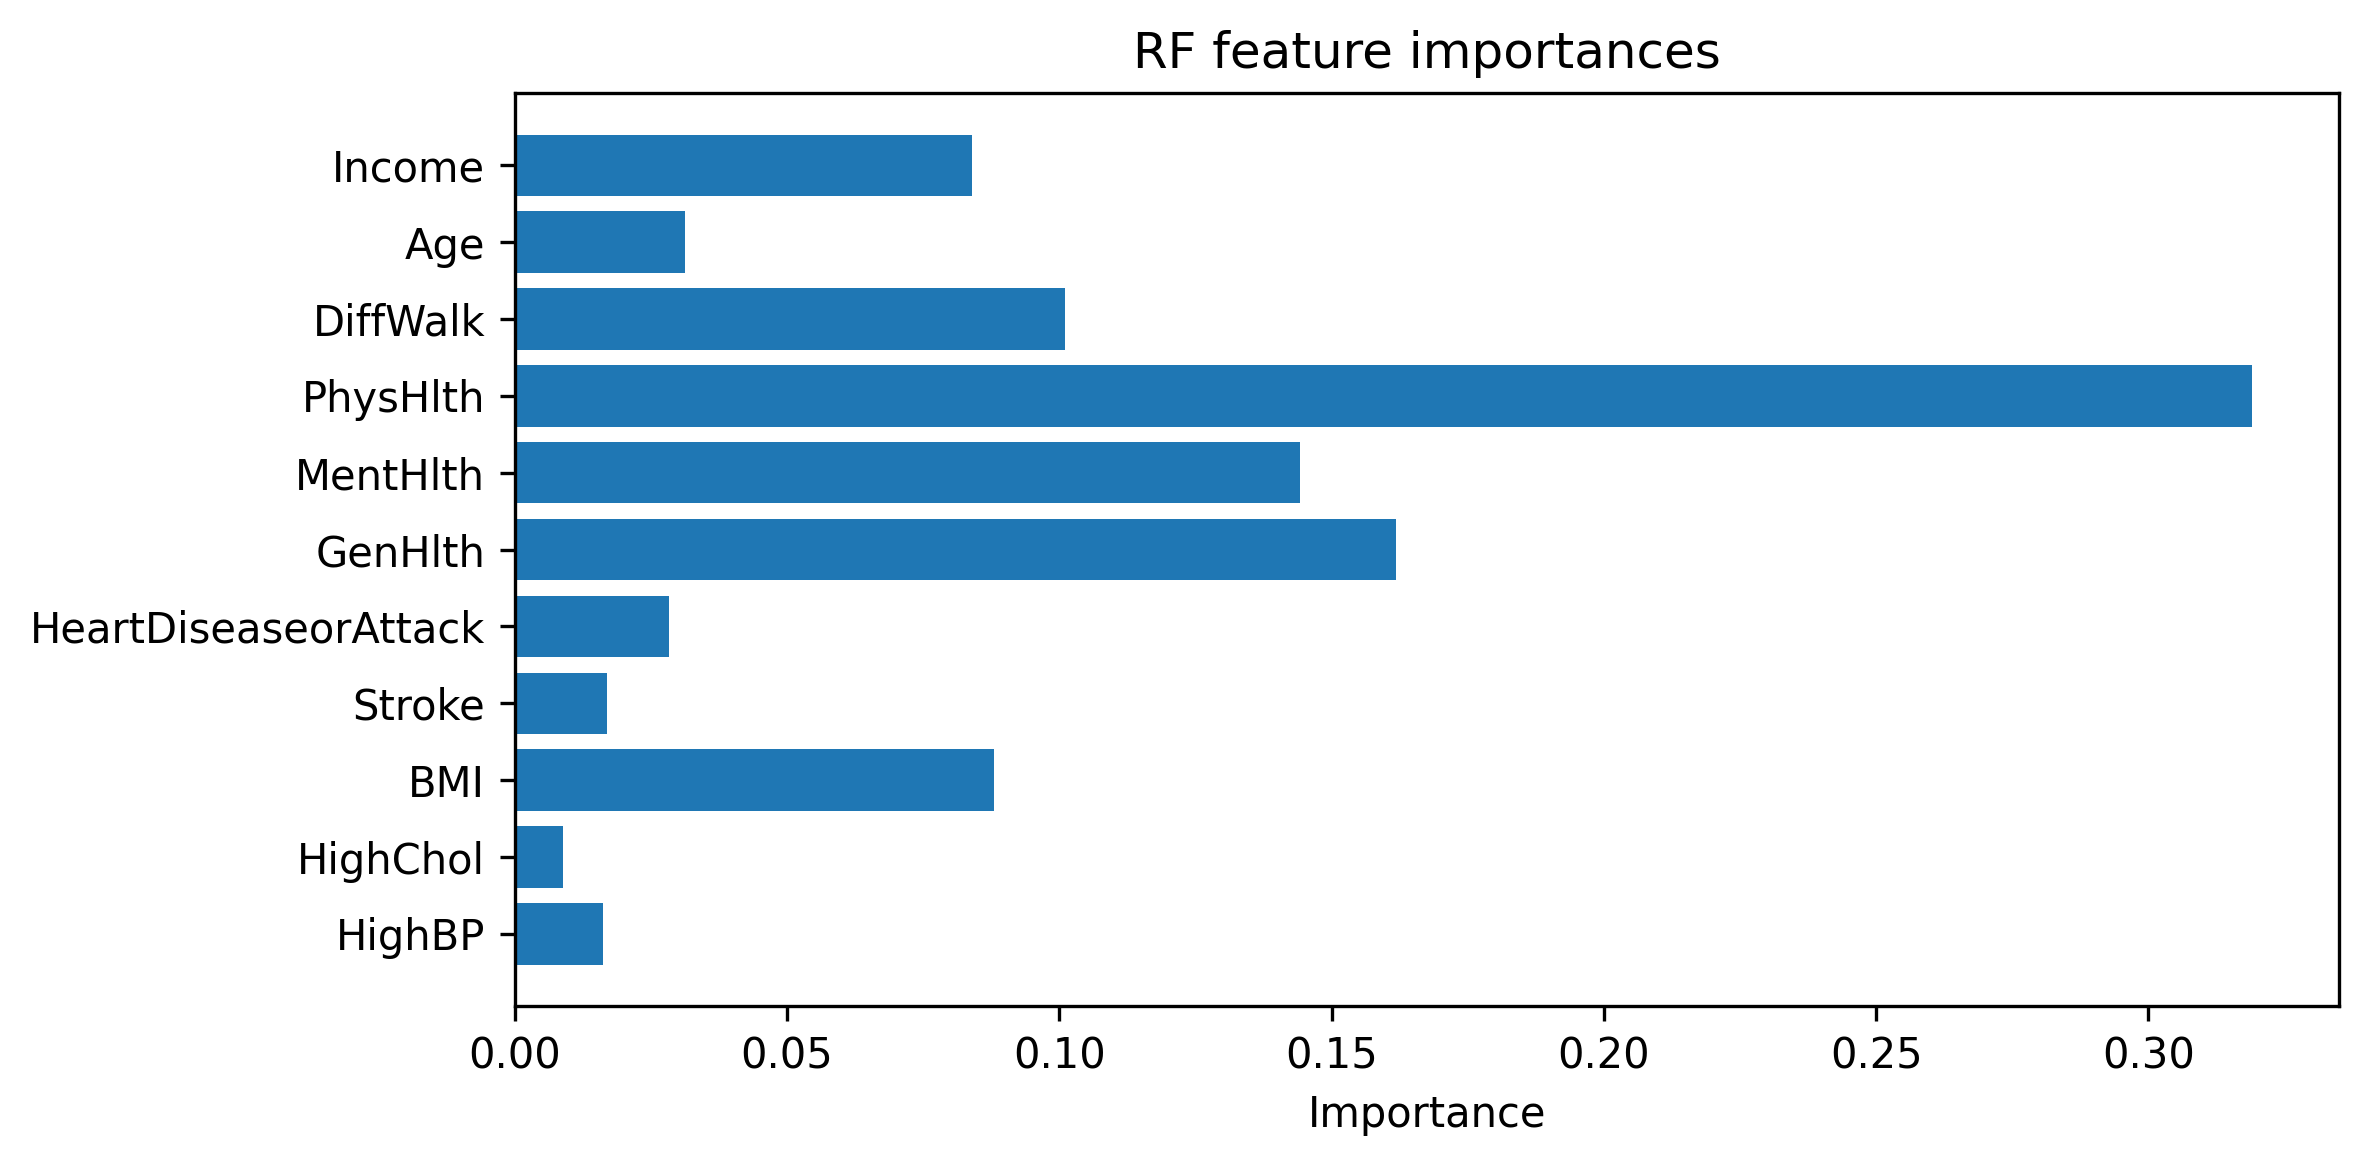 RF feature importances
Income
Age
DiffWalk
PhysHlth
MentHlth
GenHlth
HeartDiseaseorAttack
Stroke
BMI
HighChol
HighBP
0.00 0.05 0.10 0.15 0.20 0.25 0.30
Importance